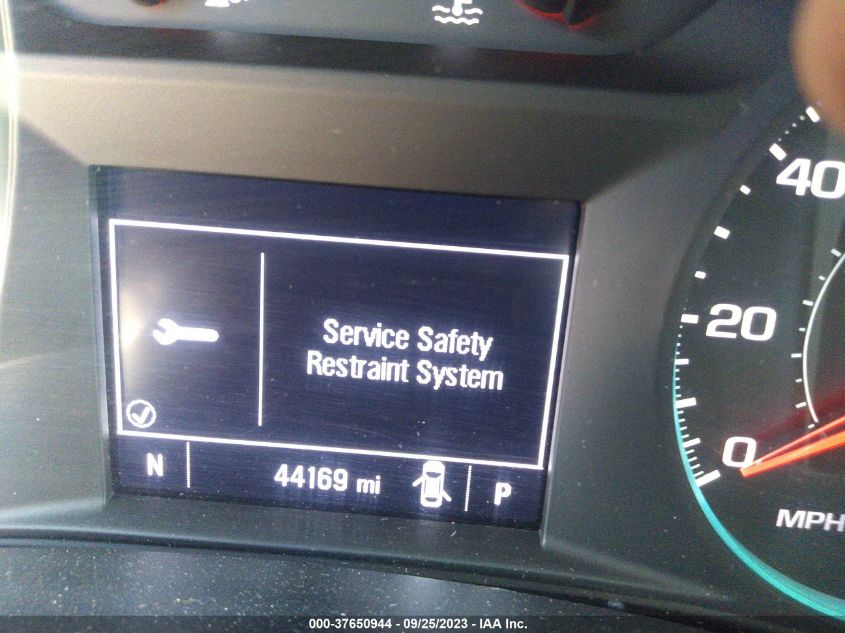 40
Service Safety
Restraint System
20
0
N 44169 mi P
MPH
000-37650944 - 09/25/2023 - IAA Inc.